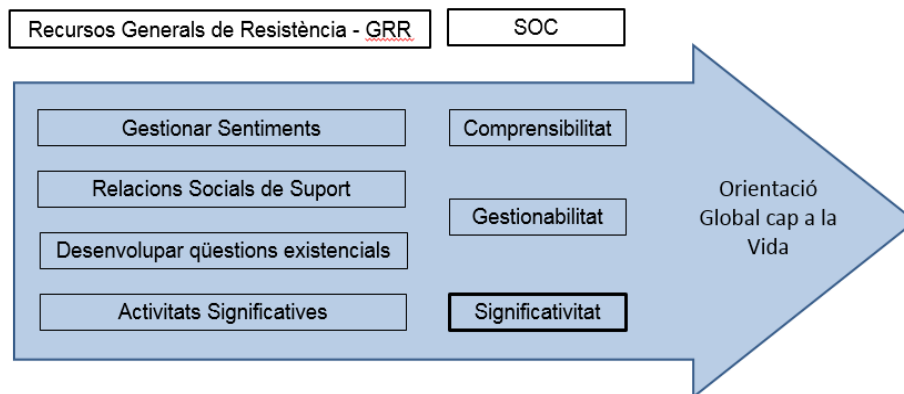 Recursos Generals de Resistència - GRR
SOC
Gestionar Sentiments
Comprensibilitat
Relacions Socials de Suport
Gestionabilitat
Desenvolupar qüestions existencials
Activitats Significatives
Significativitat
Orientació
Global cap a la
Vida